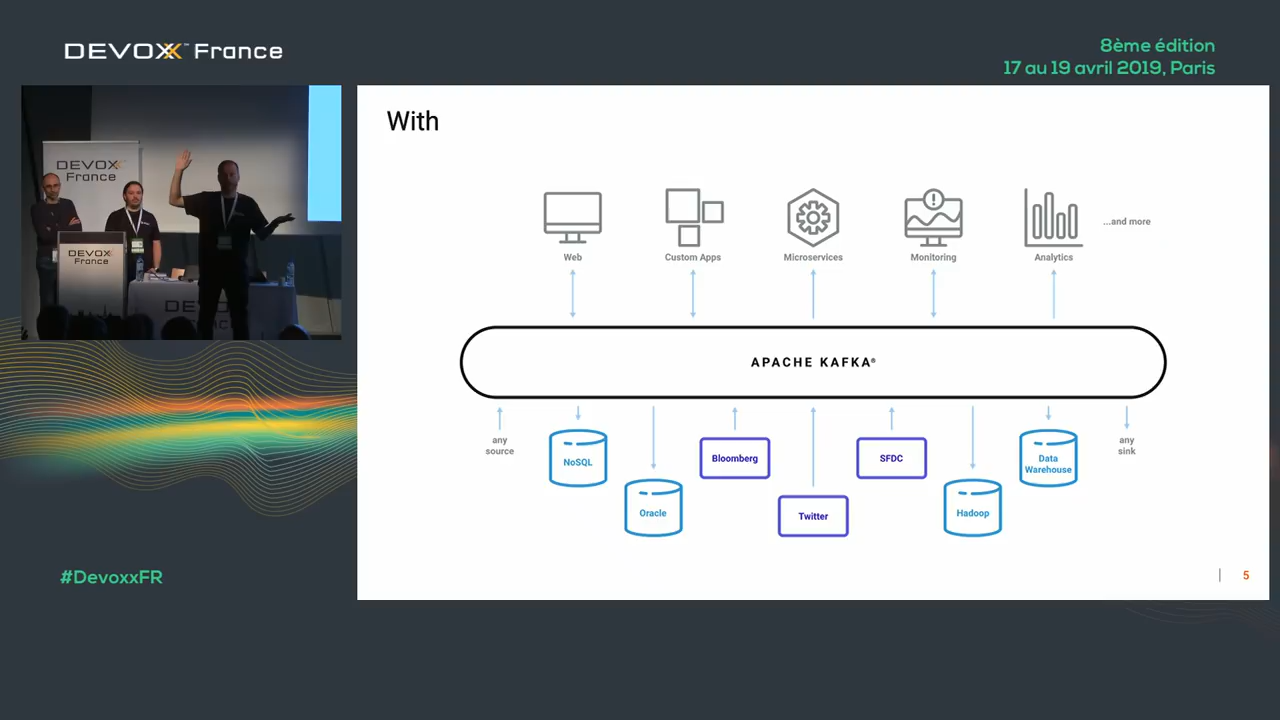 DEVOXX™ France
8ème édition
17 au 19 avril 2019, Paris
DEVOXX
France
DEVOXX
France
DEVOXX
France
#DevoxxFR
With
Web
Custom Apps
Microservices
Monitoring
Analytics
...and more
APACHE KAFKA®
any
source
NoSQL
Oracle
Bloomberg
Twitter
SFDC
Hadoop
Data
Warehouse
any
sink
5